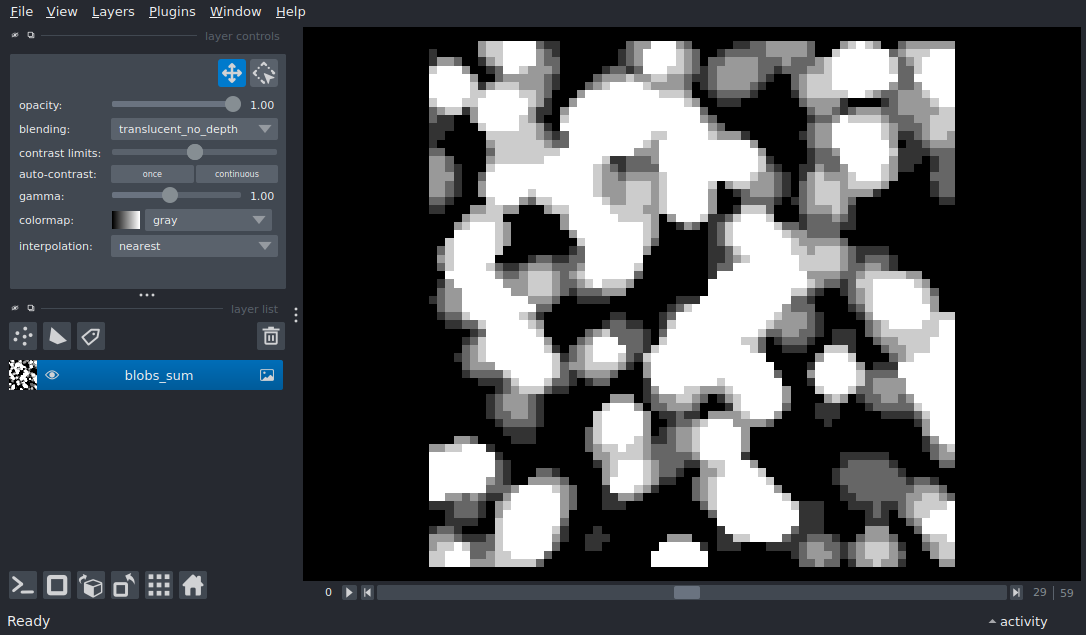 File View Layers Plugins Window Help
layer controls
opacity: 1.00
blending: translucent_no_depth
contrast limits:
auto-contrast: once continuous
gamma: 1.00
colormap: gray
interpolation: nearest
layer list
blobs_sum
0 29 59
Ready activity